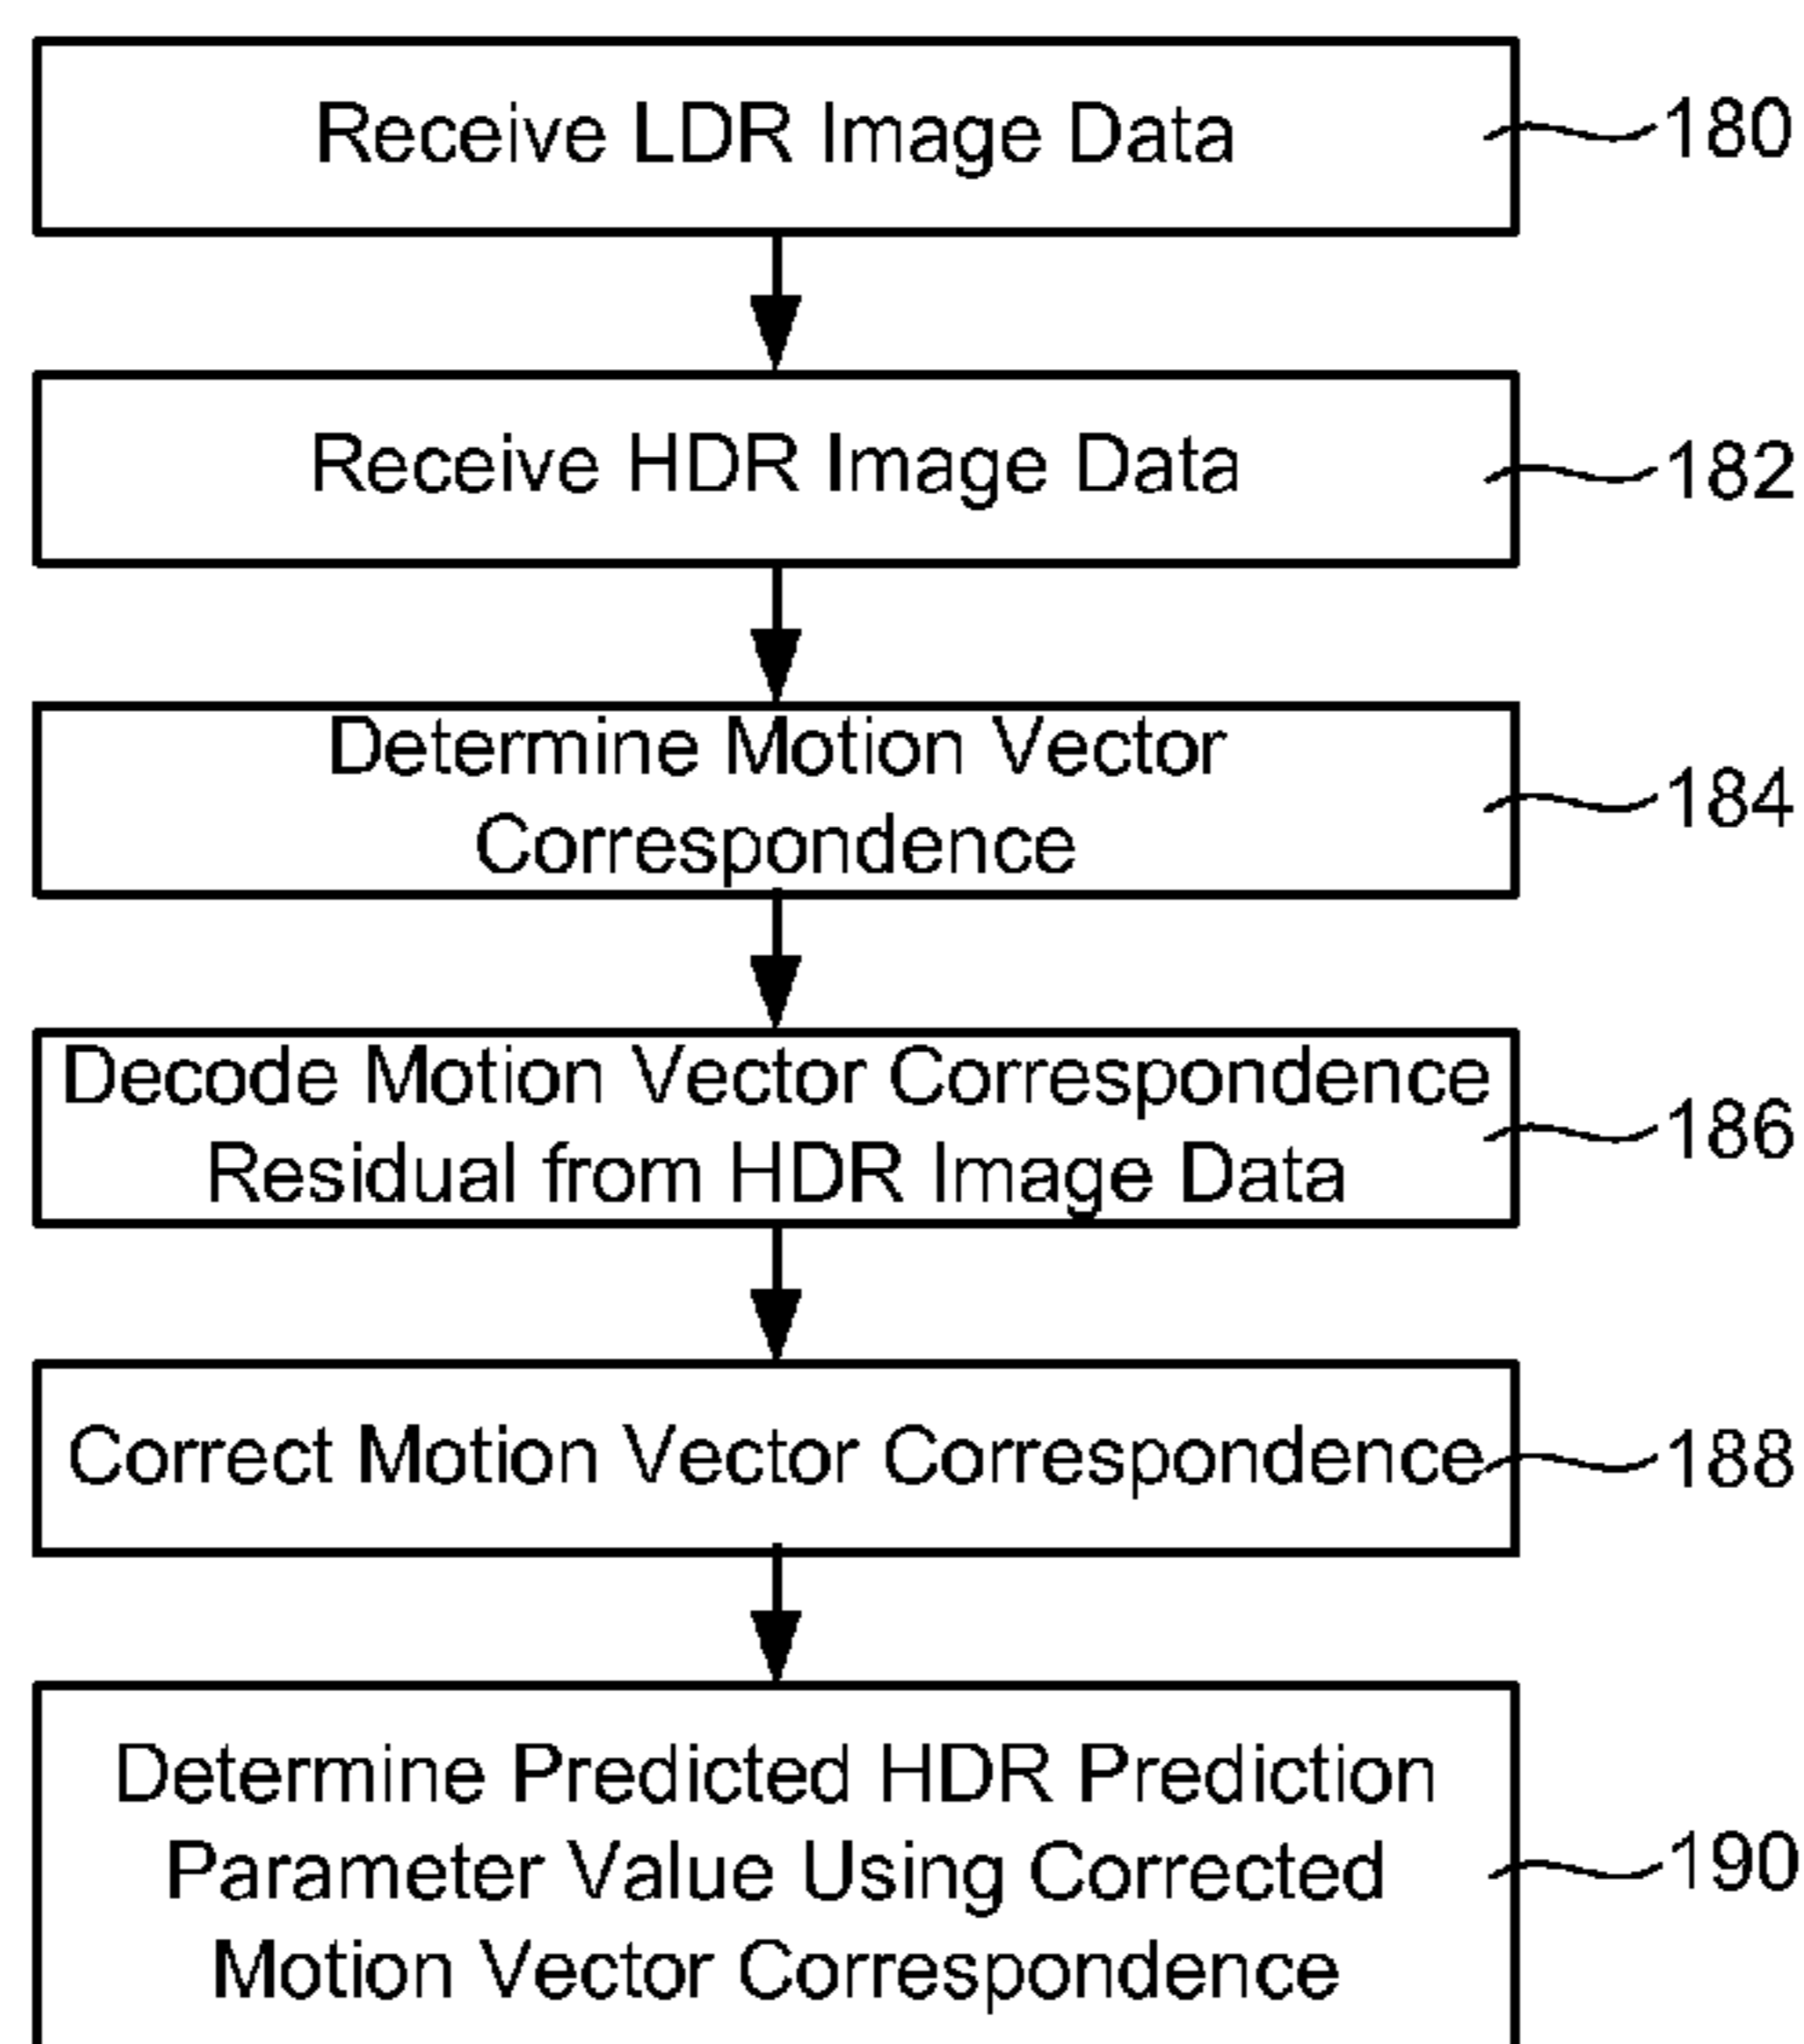 Receive LDR Image Data
180
Receive HDR Image Data
182
Determine Motion Vector
Correspondence
184
Decode Motion Vector Correspondence
Residual from HDR Image Data
186
Correct Motion Vector Correspondence
188
Determine Predicted HDR Prediction
Parameter Value Using Corrected
Motion Vector Correspondence
190